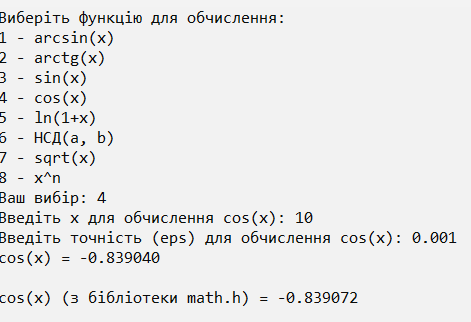 Виберіть функцію для обчислення:
1 - arcsin(x)
2 - arctg(x)
3 - sin(x)
4 - cos(x)
5 - ln(1+x)
6 - НСД(a, b)
7 - sqrt(x)
8 - x^n
Ваш вибір: 4
Введіть x для обчислення cos(x): 10
Введіть точність (eps) для обчислення cos(x): 0.001
cos(x) = -0.839040
cos(x) (з бібліотеки math.h) = -0.839072